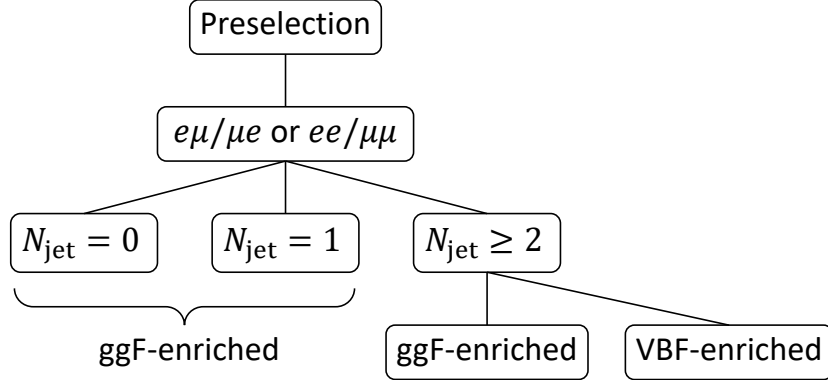 Preselection
eμ/μe or ee/μμ
N_jet = 0
N_jet = 1
N_jet ≥ 2
ggF-enriched
ggF-enriched
VBF-enriched